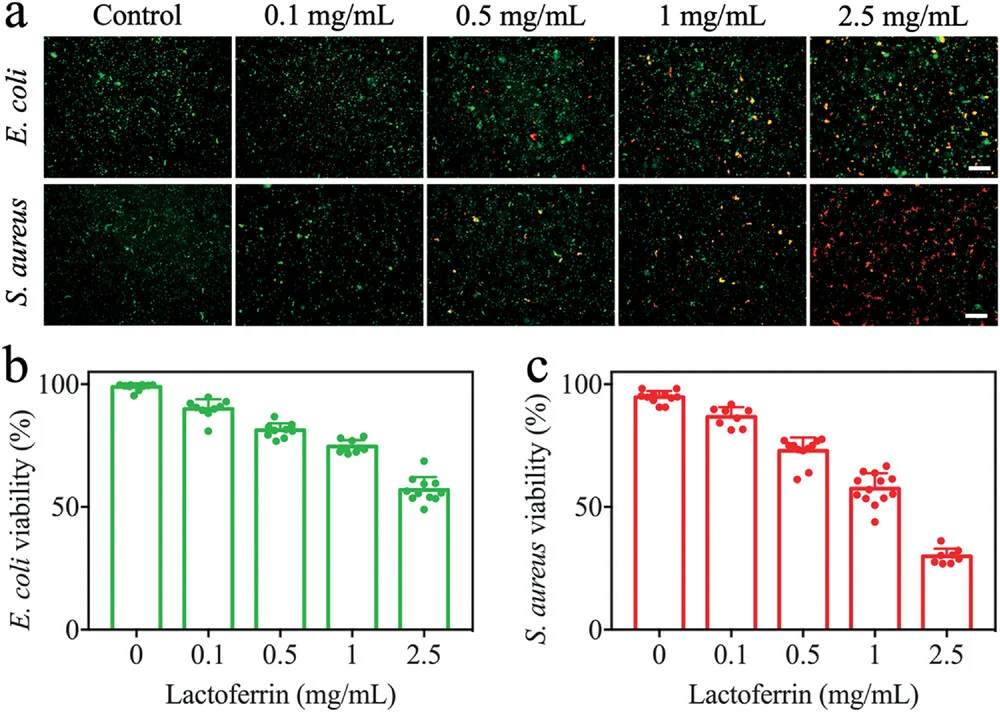 a
Control 0.1 mg/mL 0.5 mg/mL 1 mg/mL 2.5 mg/mL
E. coli
S. aureus
b
E. coli viability (%)
100
50
0
0 0.1 0.5 1 2.5
Lactoferrin (mg/mL)
c
S. aureus viability (%)
100
50
0
0 0.1 0.5 1 2.5
Lactoferrin (mg/mL)